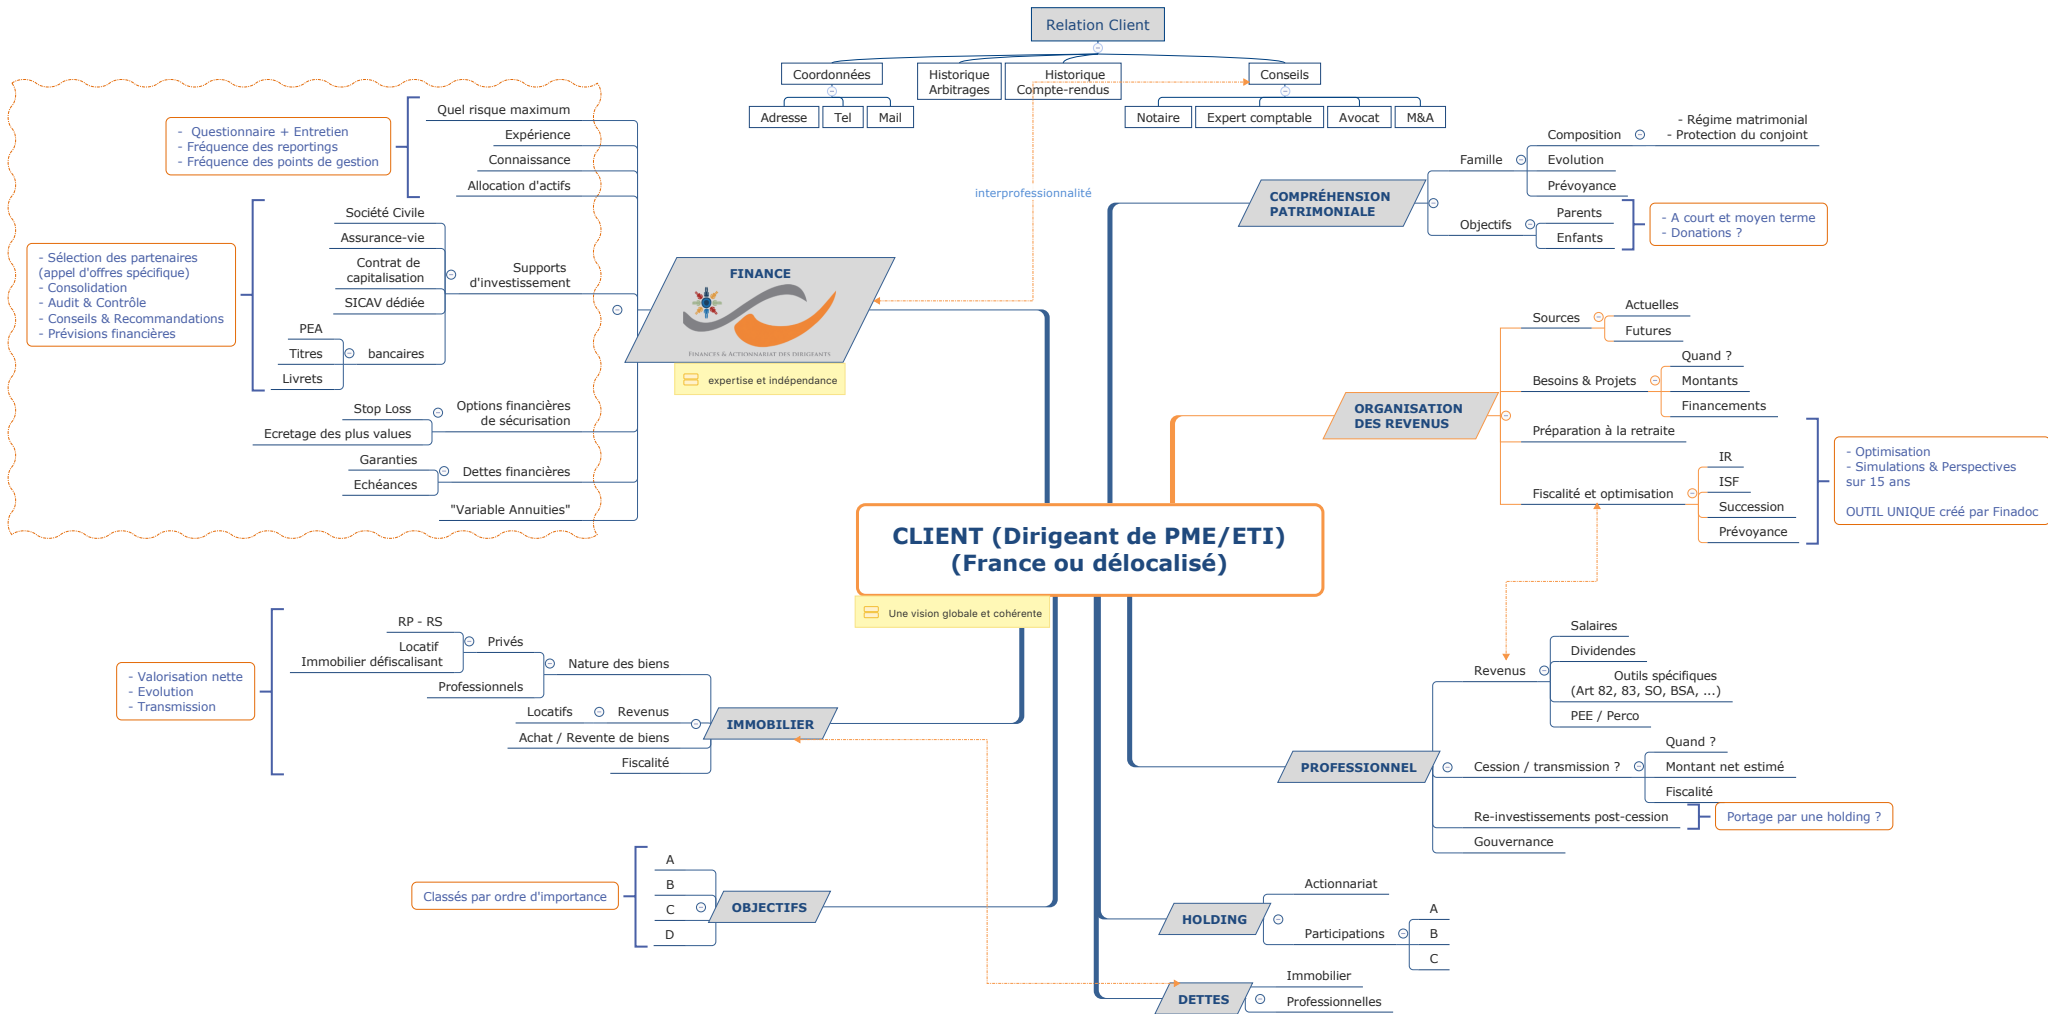 Relation Client
Coordonnées
Adresse
Tel
Mail
Historique
Arbitrages
Historique
Compte-rendus
Conseils
Notaire
Expert comptable
Avocat
M&A
interprofessionnalité
CLIENT (Dirigeant de PME/ETI)
(France ou délocalisé)
Une vision globale et cohérente
FINANCE
FINANCES & ACTIONNARIAT DES DIRIGEANTS
expertise et indépendance
Quel risque maximum
Expérience
Connaissance
Allocation d'actifs
- Questionnaire + Entretien
- Fréquence des reportings
- Fréquence des points de gestion
Supports
d'investissement
Société Civile
Assurance-vie
Contrat de
capitalisation
SICAV dédiée
bancaires
PEA
Titres
Livrets
- Sélection des partenaires
(appel d'offres spécifique)
- Consolidation
- Audit & Contrôle
- Conseils & Recommandations
- Prévisions financières
Options financières
de sécurisation
Stop Loss
Ecretage des plus values
Dettes financières
Garanties
Echéances
"Variable Annuities"
COMPRÉHENSION
PATRIMONIALE
Famille
Composition
- Régime matrimonial
- Protection du conjoint
Evolution
Prévoyance
Objectifs
Parents
Enfants
- A court et moyen terme
- Donations ?
ORGANISATION
DES REVENUS
Sources
Actuelles
Futures
Besoins & Projets
Quand ?
Montants
Financements
Préparation à la retraite
Fiscalité et optimisation
IR
ISF
Succession
Prévoyance
- Optimisation
- Simulations & Perspectives
sur 15 ans
OUTIL UNIQUE créé par Finadoc
PROFESSIONNEL
Revenus
Salaires
Dividendes
Outils spécifiques
(Art 82, 83, SO, BSA, ...)
PEE / Perco
Cession / transmission ?
Quand ?
Montant net estimé
Fiscalité
Re-investissements post-cession
Portage par une holding ?
Gouvernance
HOLDING
Actionnariat
Participations
A
B
C
DETTES
Immobilier
Professionnelles
IMMOBILIER
Nature des biens
Privés
RP - RS
Locatif
Immobilier défiscalisant
Professionnels
Revenus
Locatifs
Achat / Revente de biens
Fiscalité
- Valorisation nette
- Evolution
- Transmission
OBJECTIFS
A
B
C
D
Classés par ordre d'importance